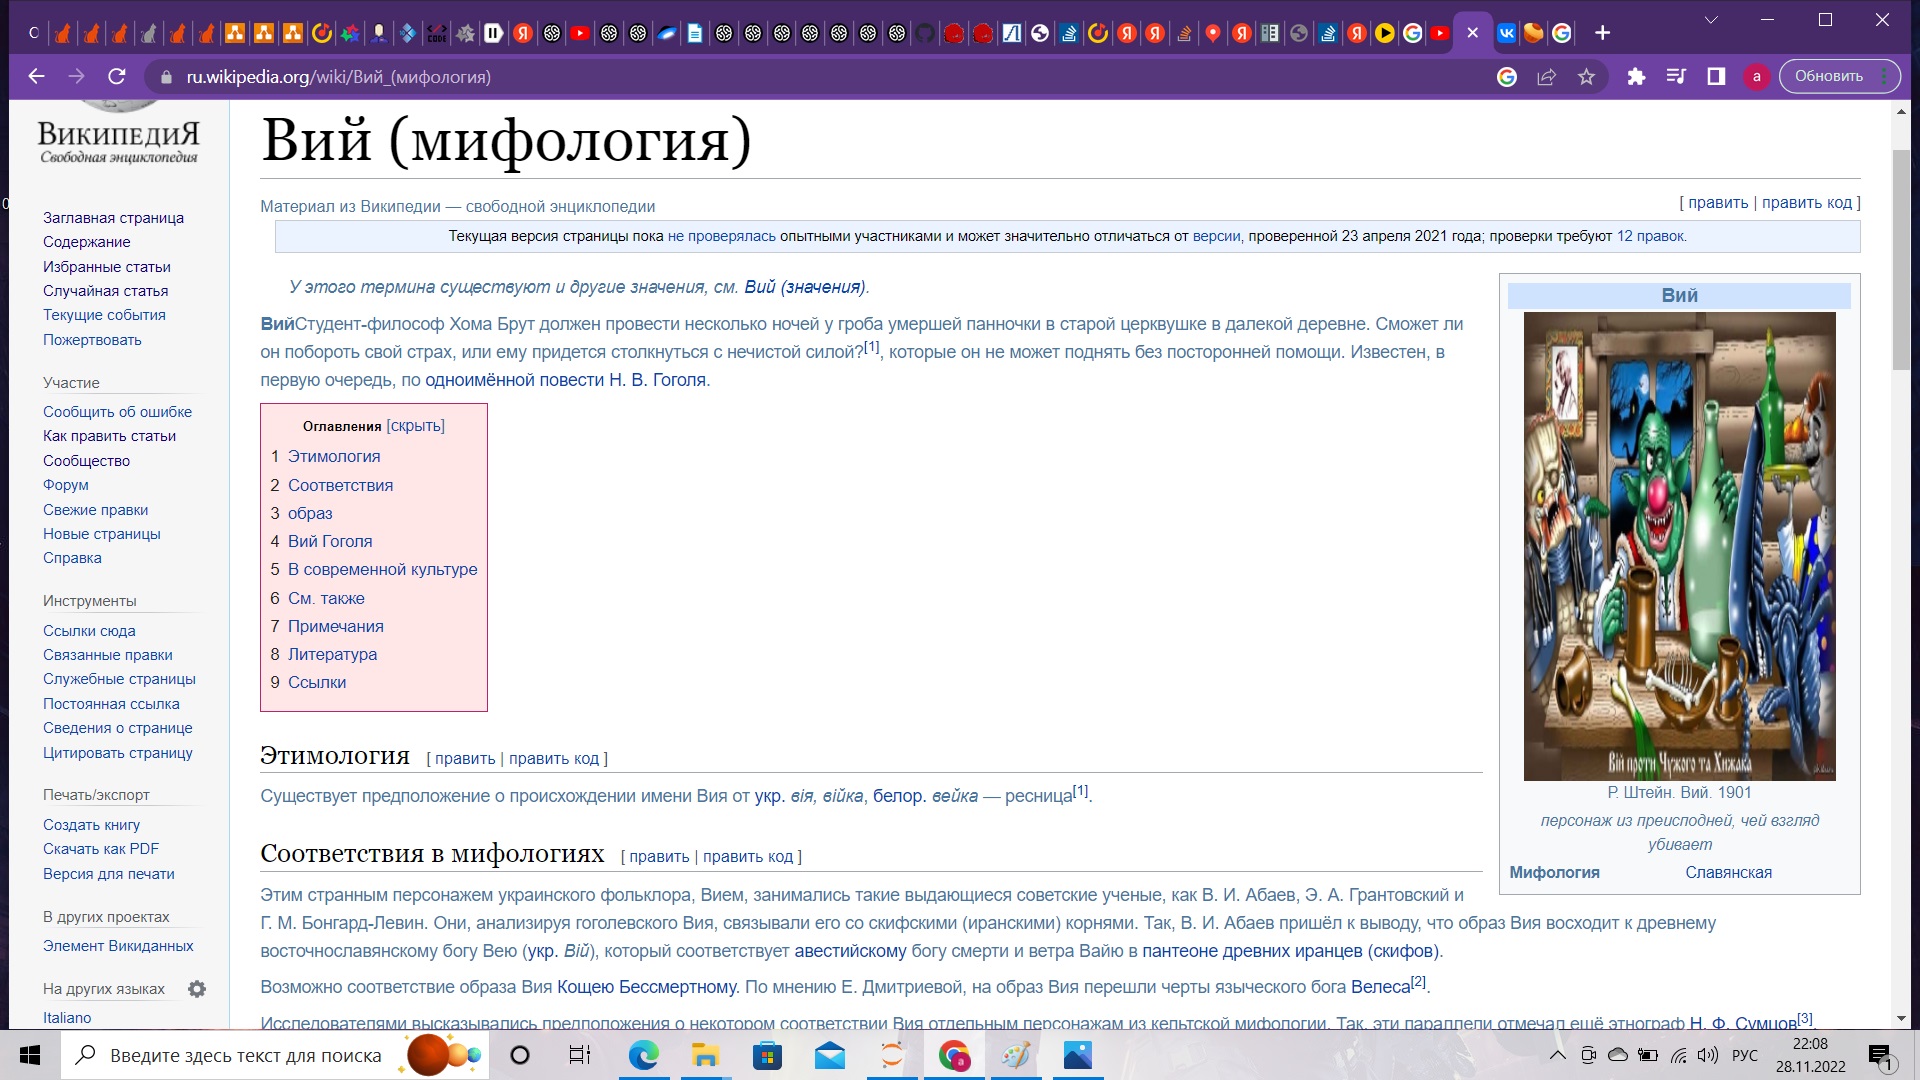 ru.wikipedia.org/wiki/Вий_(мифология)
Обновить
ВикипедиЯ
Свободная энциклопедия
Заглавная страница
Содержание
Избранные статьи
Случайная статья
Текущие события
Пожертвовать
Участие
Сообщить об ошибке
Как править статьи
Сообщество
Форум
Свежие правки
Новые страницы
Справка
Инструменты
Ссылки сюда
Связанные правки
Служебные страницы
Постоянная ссылка
Сведения о странице
Цитировать страницу
Печать/экспорт
Создать книгу
Скачать как PDF
Версия для печати
В других проектах
Элемент Викиданных
На других языках
Italiano
Вий (мифология)
Материал из Википедии — свободной энциклопедии
[ править | править код ]
Текущая версия страницы пока не проверялась опытными участниками и может значительно отличаться от версии, проверенной 23 апреля 2021 года; проверки требуют 12 правок.
У этого термина существуют и другие значения, см. Вий (значения).
ВийСтудент-философ Хома Брут должен провести несколько ночей у гроба умершей панночки в старой церквушке в далекой деревне. Сможет ли
он побороть свой страх, или ему придется столкнуться с нечистой силой?[1], которые он не может поднять без посторонней помощи. Известен, в
первую очередь, по одноимённой повести Н. В. Гоголя.
Оглавления [скрыть]
1 Этимология
2 Соответствия
3 образ
4 Вий Гоголя
5 В современной культуре
6 См. также
7 Примечания
8 Литература
9 Ссылки
Этимология [ править | править код ]
Существует предположение о происхождении имени Вия от укр. вія, війка, белор. вейка — ресница[1].
Соответствия в мифологиях [ править | править код ]
Этим странным персонажем украинского фольклора, Вием, занимались такие выдающиеся советские ученые, как В. И. Абаев, Э. А. Грантовский и
Г. М. Бонгард-Левин. Они, анализируя гоголевского Вия, связывали его со скифскими (иранскими) корнями. Так, В. И. Абаев пришёл к выводу, что образ Вия восходит к древнему
восточнославянскому богу Вею (укр. Вій), который соответствует авестийскому богу смерти и ветра Вайю в пантеоне древних иранцев (скифов).
Возможно соответствие образа Вия Кощею Бессмертному. По мнению Е. Дмитриевой, на образ Вия перешли черты языческого бога Велеса[2].
Исследователями высказывались предположения о некотором соответствии Вия отдельным персонажам из кельтской мифологии. Так, эти параллели отмечал ещё этнограф Н. Ф. Сумцов[3].
Вий
Вій проти Чужого та Хижака
Р. Штейн. Вий. 1901
персонаж из преисподней, чей взгляд
убивает
Мифология Славянская
Введите здесь текст для поиска
РУС
22:08
28.11.2022
1